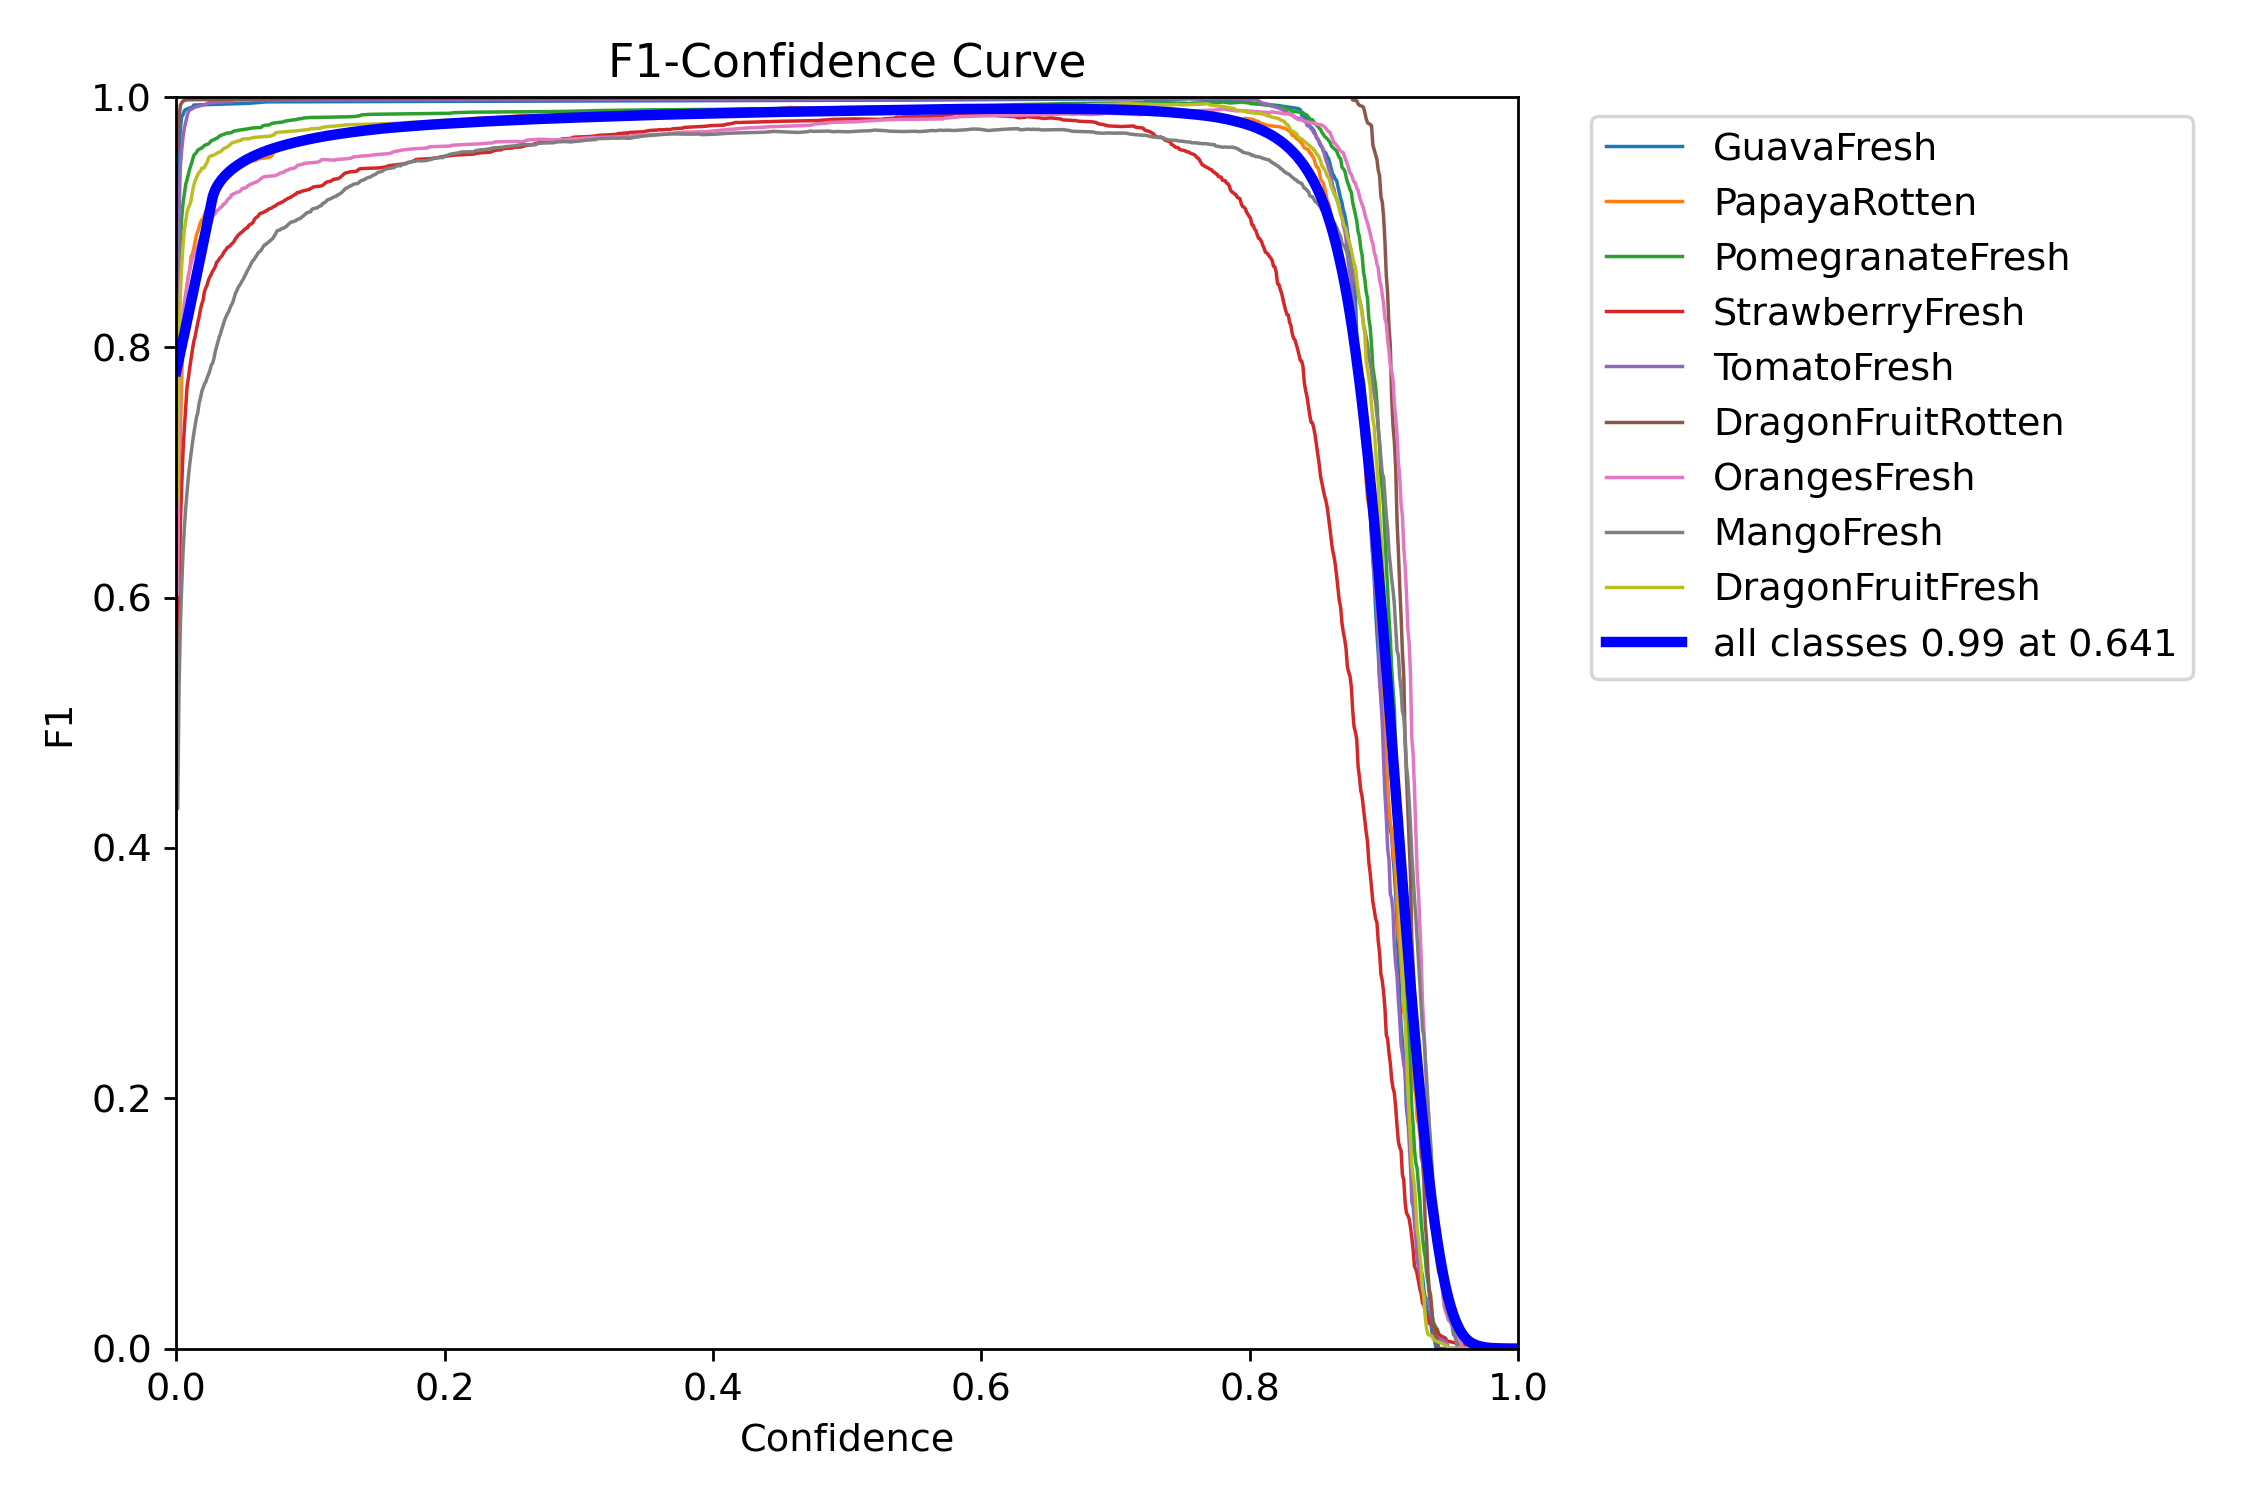 F1-Confidence Curve
1.0
0.8
0.6
0.4
0.2
0.0
F1
0.0 0.2 0.4 0.6 0.8 1.0
Confidence
GuavaFresh
PapayaRotten
PomegranateFresh
StrawberryFresh
TomatoFresh
DragonFruitRotten
OrangesFresh
MangoFresh
DragonFruitFresh
all classes 0.99 at 0.641